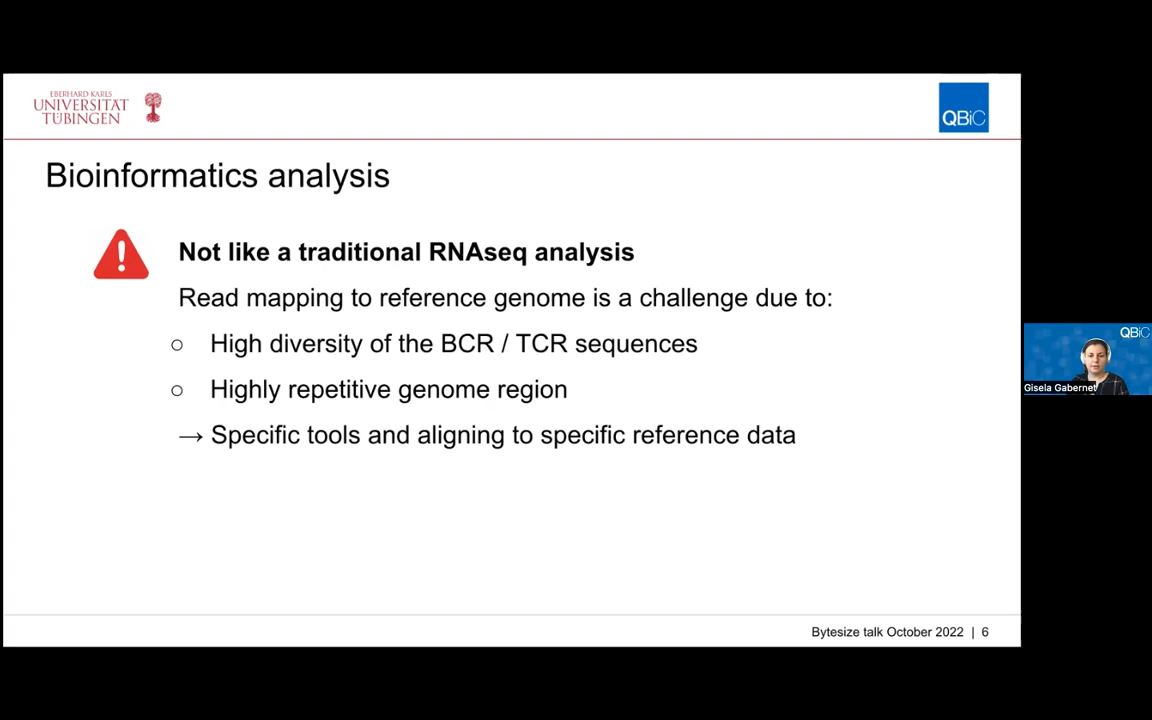 EBERHARD KARLS
UNIVERSITÄT
TÜBINGEN
QBiC
Bioinformatics analysis
Not like a traditional RNAseq analysis
Read mapping to reference genome is a challenge due to:
○ High diversity of the BCR / TCR sequences
○ Highly repetitive genome region
→ Specific tools and aligning to specific reference data
QBiC
Gisela Gabernet
Bytesize talk October 2022 | 6